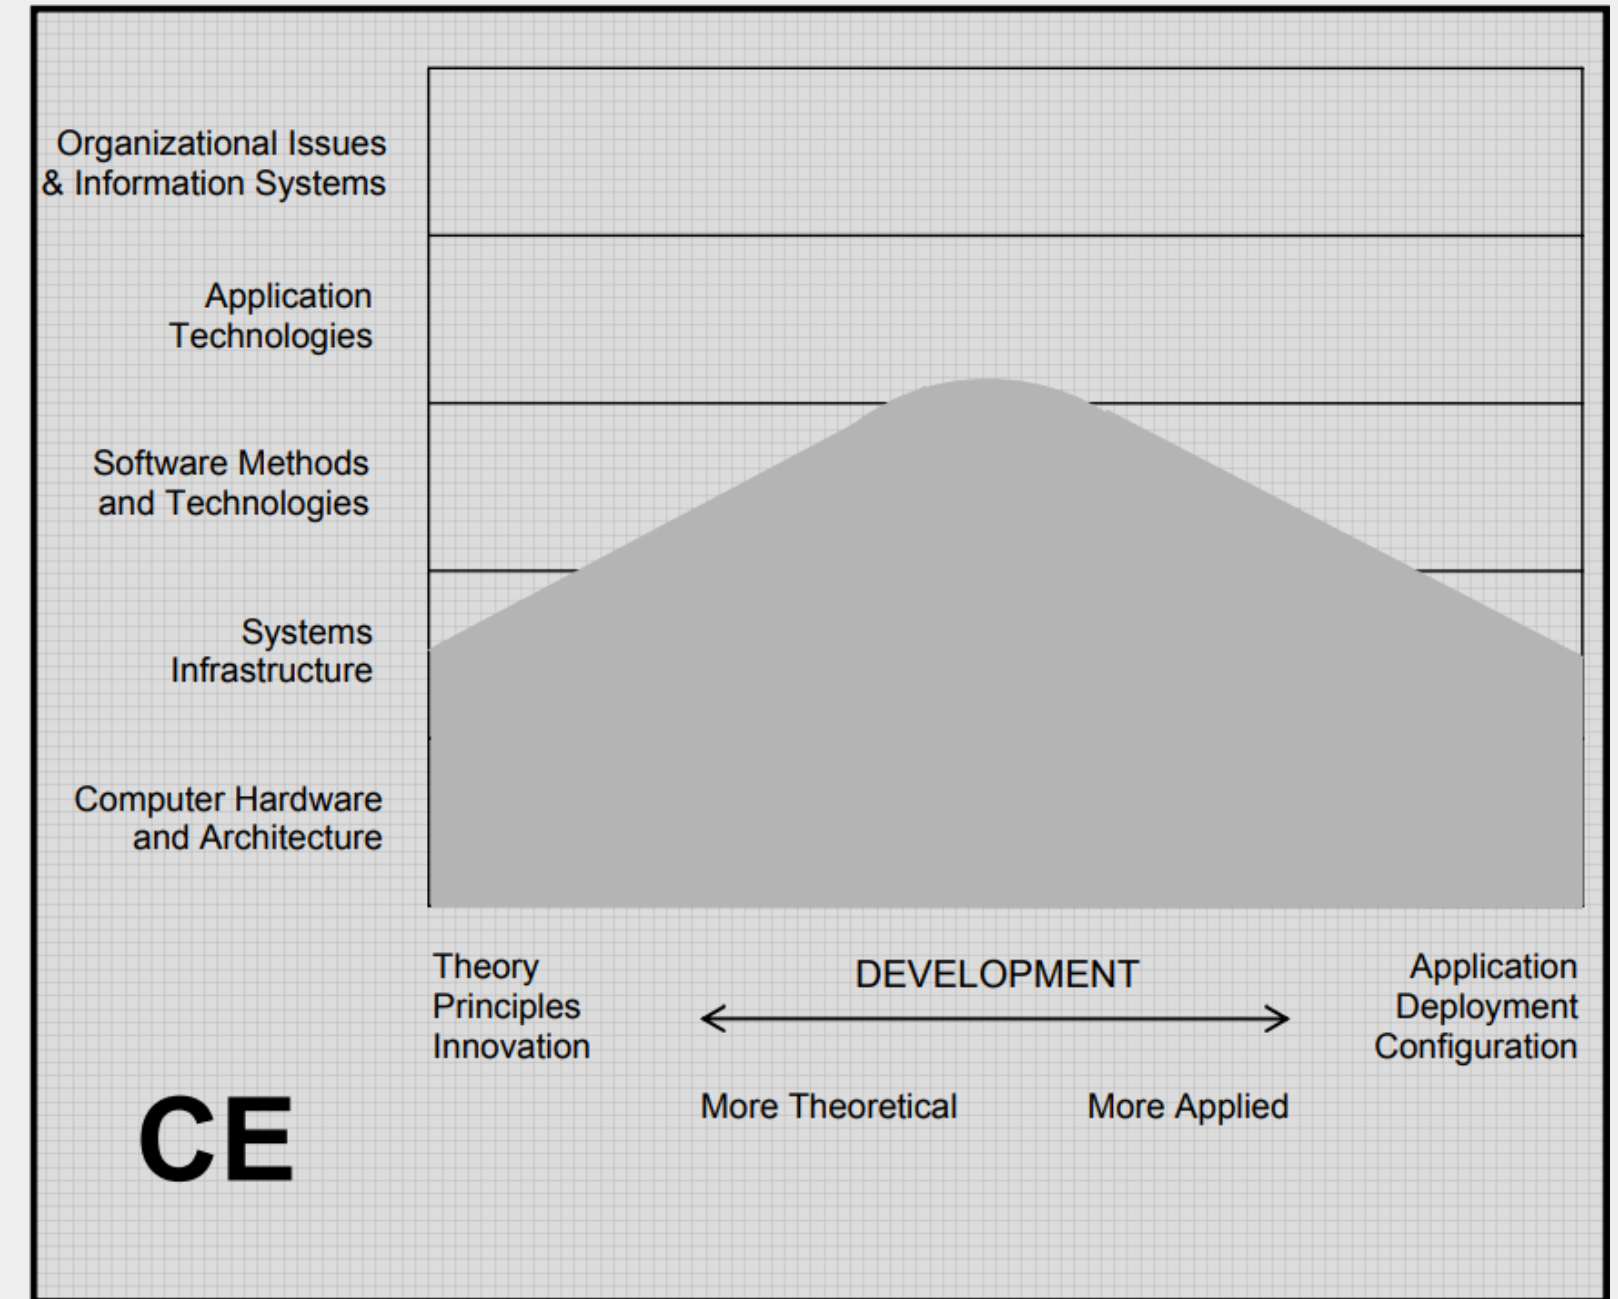 Organizational Issues
& Information Systems
Application
Technologies
Software Methods
and Technologies
Systems
Infrastructure
Computer Hardware
and Architecture
Theory
Principles
Innovation
DEVELOPMENT
Application
Deployment
Configuration
More Theoretical
More Applied
CE